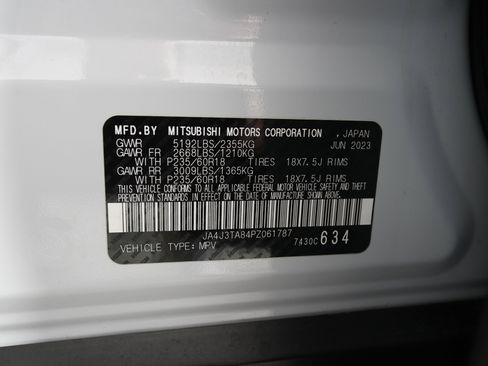 MFD.BY MITSUBISHI MOTORS CORPORATION , JAPAN
GVWR 5192LBS/2355KG JUN 2023
GAWR FR 2668LBS/1210KG
WITH P235/60R18 TIRES 18X7.5J RIMS
GAWR RR 3009LBS/1365KG
WITH P235/60R18 TIRES 18X7.5J RIMS
THIS VEHICLE CONFORMS TO ALL APPLICABLE FEDERAL MOTOR VEHICLE SAFETY
STANDARDS IN EFFECT ON THE DATE OF MANUFACTURE SHOWN ABOVE.
JA4J3TA84PZ061787
VEHICLE TYPE:MPV 7430C 634